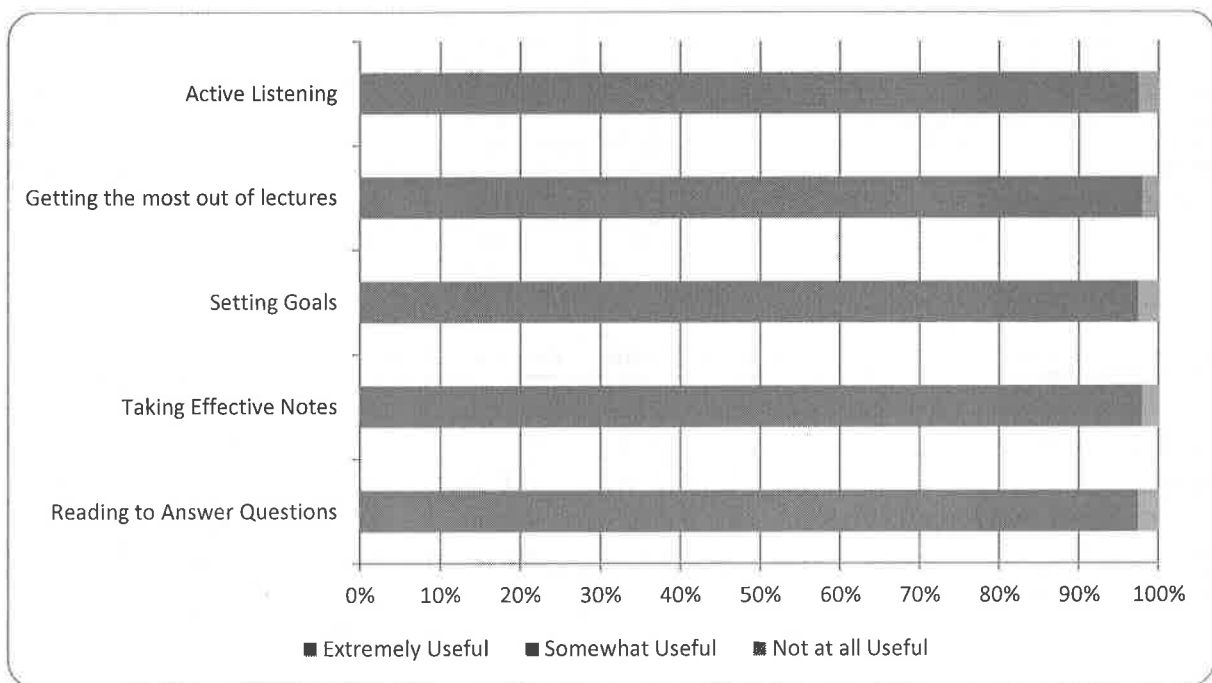 Active Listening
Getting the most out of lectures
Setting Goals
Taking Effective Notes
Reading to Answer Questions
0% 10% 20% 30% 40% 50% 60% 70% 80% 90% 100%
Extremely Useful Somewhat Useful Not at all Useful